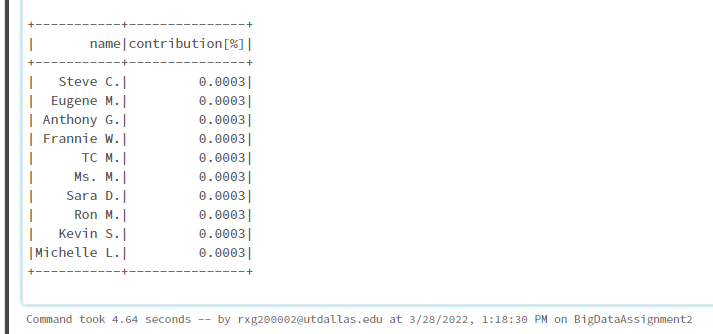 +-----------+---------------+
|       name|contribution[%]|
+-----------+---------------+
|   Steve C.|         0.0003|
|  Eugene M.|         0.0003|
| Anthony G.|         0.0003|
| Frannie W.|         0.0003|
|      TC M.|         0.0003|
|     Ms. M.|         0.0003|
|    Sara D.|         0.0003|
|     Ron M.|         0.0003|
|   Kevin S.|         0.0003|
|Michelle L.|         0.0003|
+-----------+---------------+
Command took 4.64 seconds -- by rxg200002@utdallas.edu at 3/28/2022, 1:18:30 PM on BigDataAssignment2